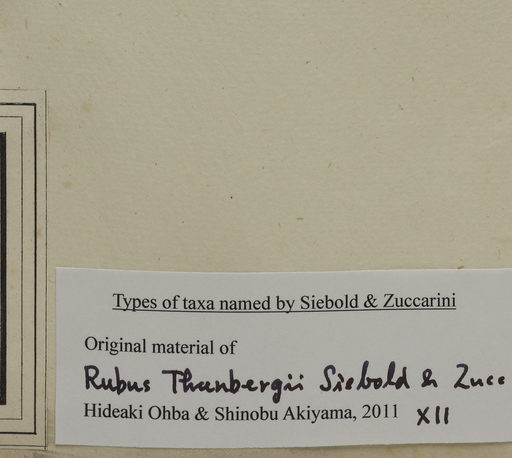 Types of taxa named by Siebold & Zuccarini
Original material of
Rubus Thunbergii Siebold & Zucc
Hideaki Ohba & Shinobu Akiyama, 2011 XII